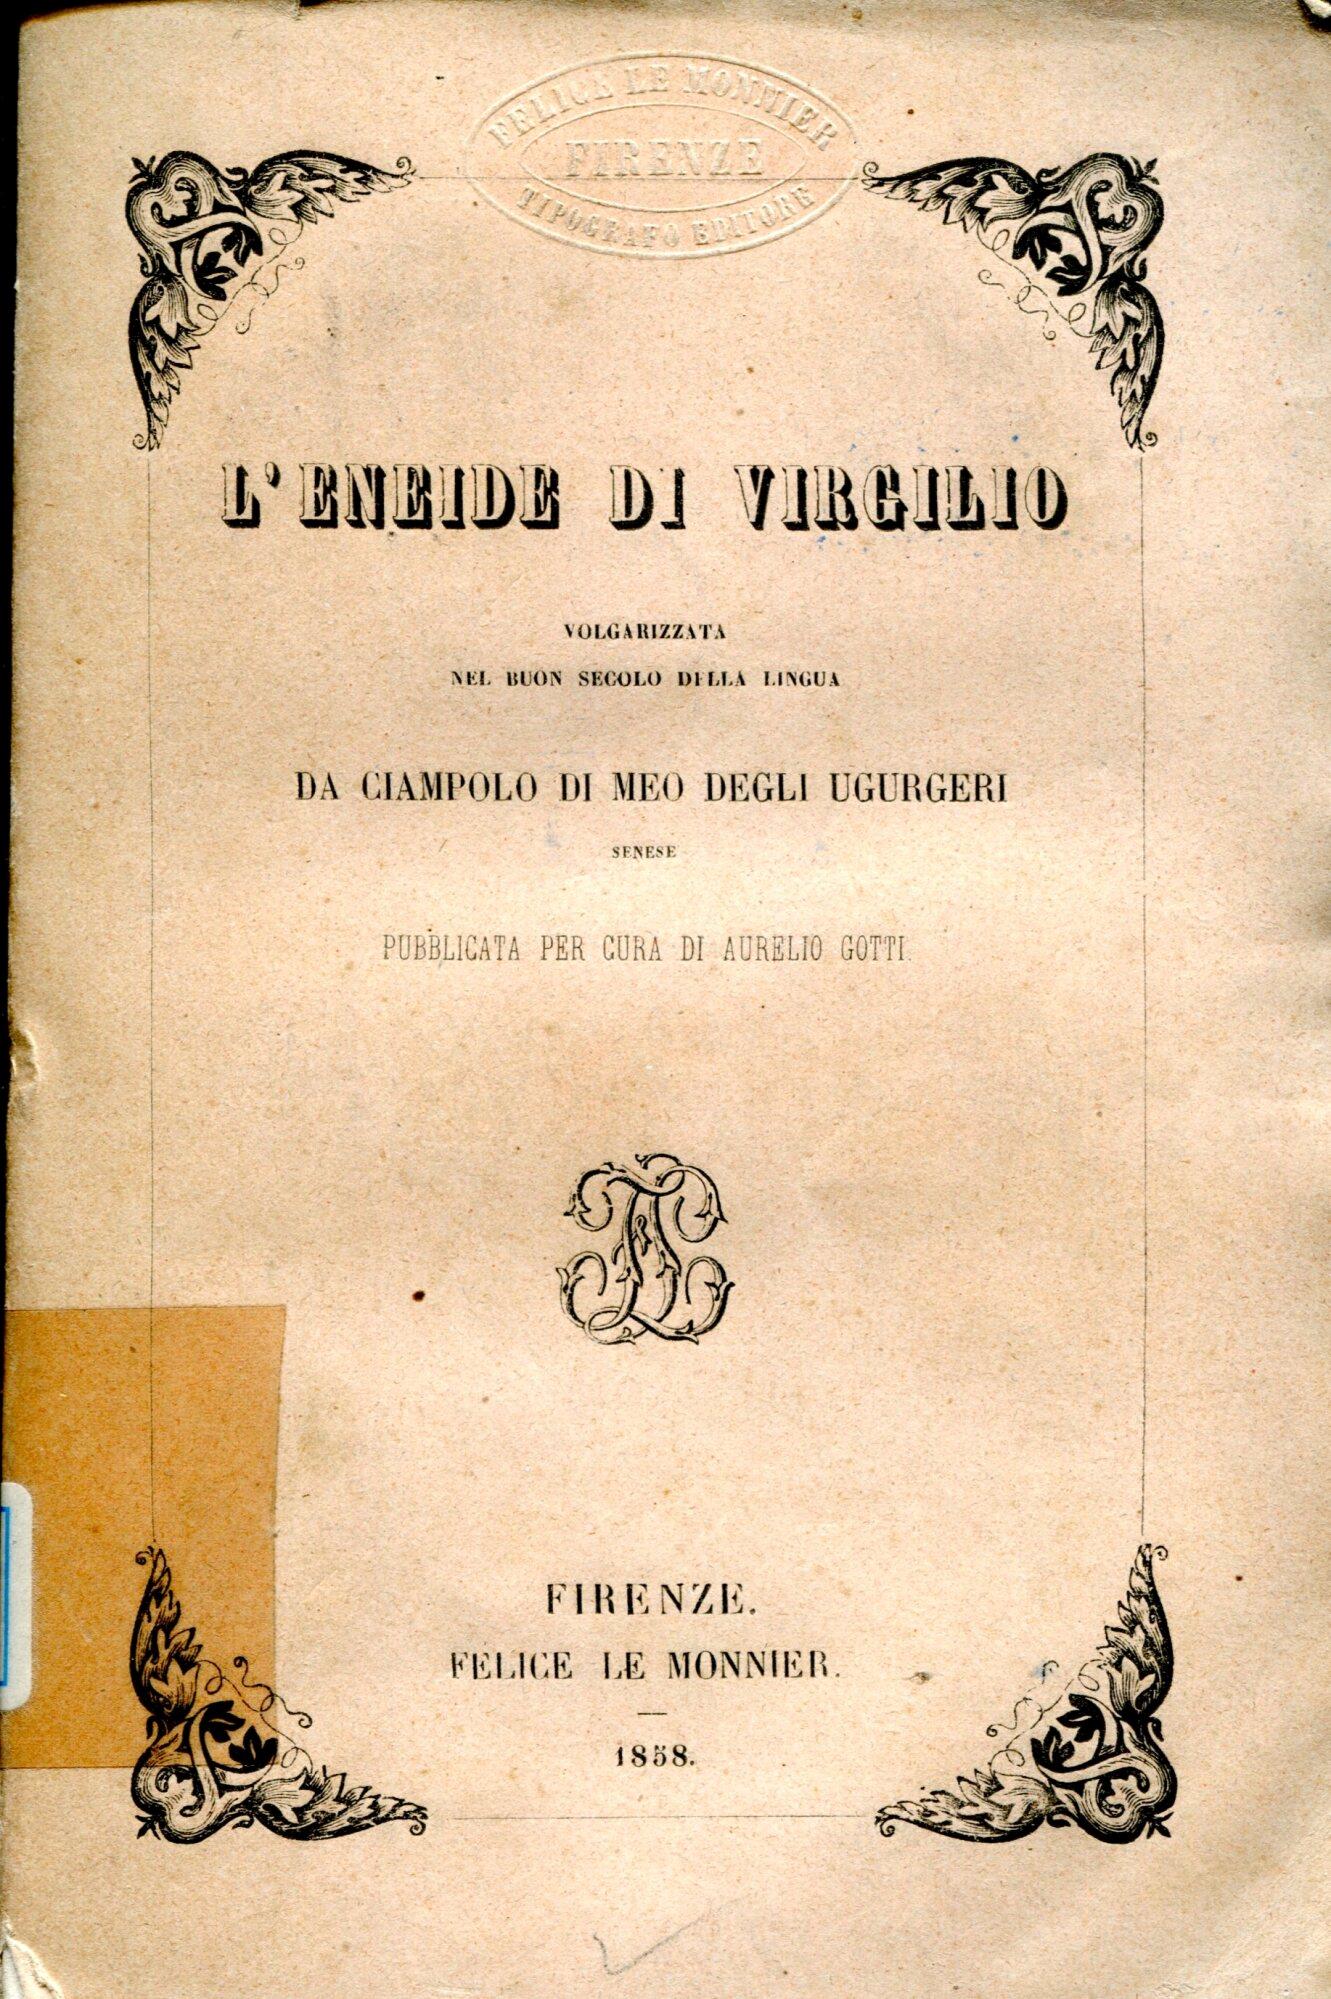 FELICE LE MONNIER
FIRENZE
TIPOGRAFO EDITORE
L'ENEIDE DI VIRGILIO
VOLGARIZZATA
NEL BUON SECOLO DELLA LINGUA
DA CIAMPOLO DI MEO DEGLI UGURGERI
SENESE
PUBBLICATA PER CURA DI AURELIO GOTTI.
FIRENZE.
FELICE LE MONNIER.
1858.